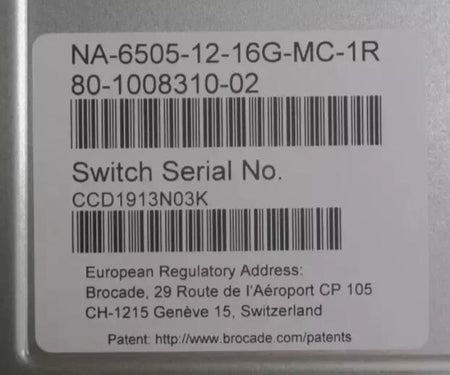 NA-6505-12-16G-MC-1R
80-1008310-02
Switch Serial No.
CCD1913N03K
European Regulatory Address:
Brocade, 29 Route de l'Aéroport CP 105
CH-1215 Genève 15, Switzerland
Patent: http://www.brocade.com/patents